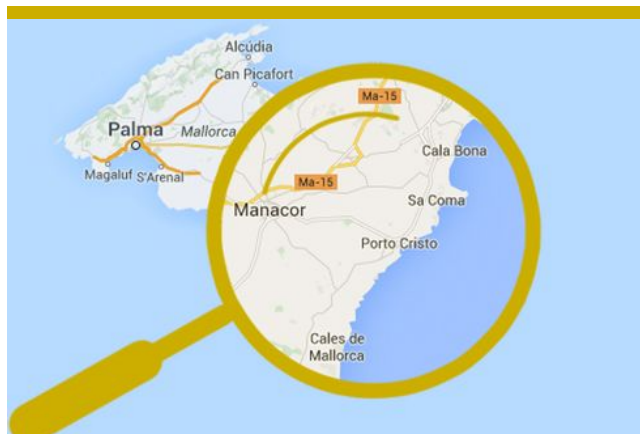 Alcúdia
Can Picafort
Palma
Mallorca
Magaluf
S'Arenal
Ma-15
Cala Bona
Ma-15
Sa Coma
Manacor
Porto Cristo
Cales de
Mallorca